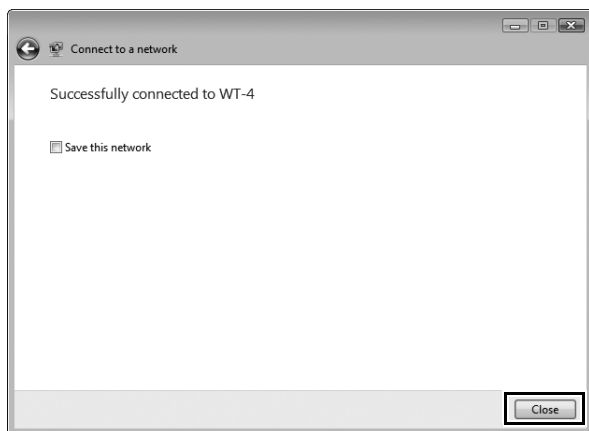 Connect to a network
Successfully connected to WT-4
Save this network
Close